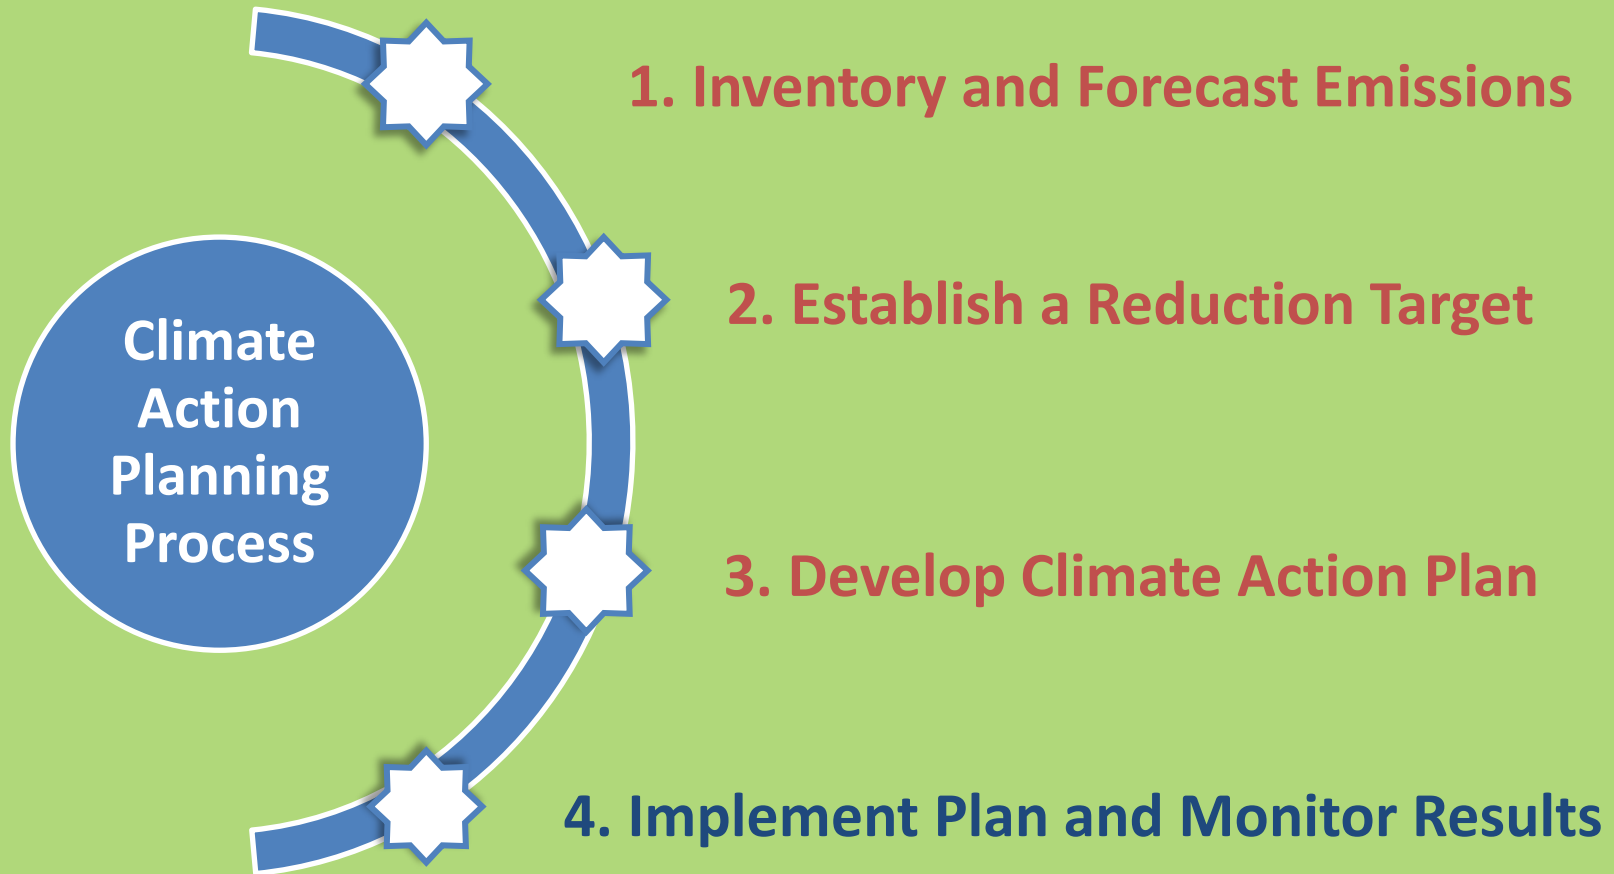 Climate
Action
Planning
Process
1. Inventory and Forecast Emissions
2. Establish a Reduction Target
3. Develop Climate Action Plan
4. Implement Plan and Monitor Results